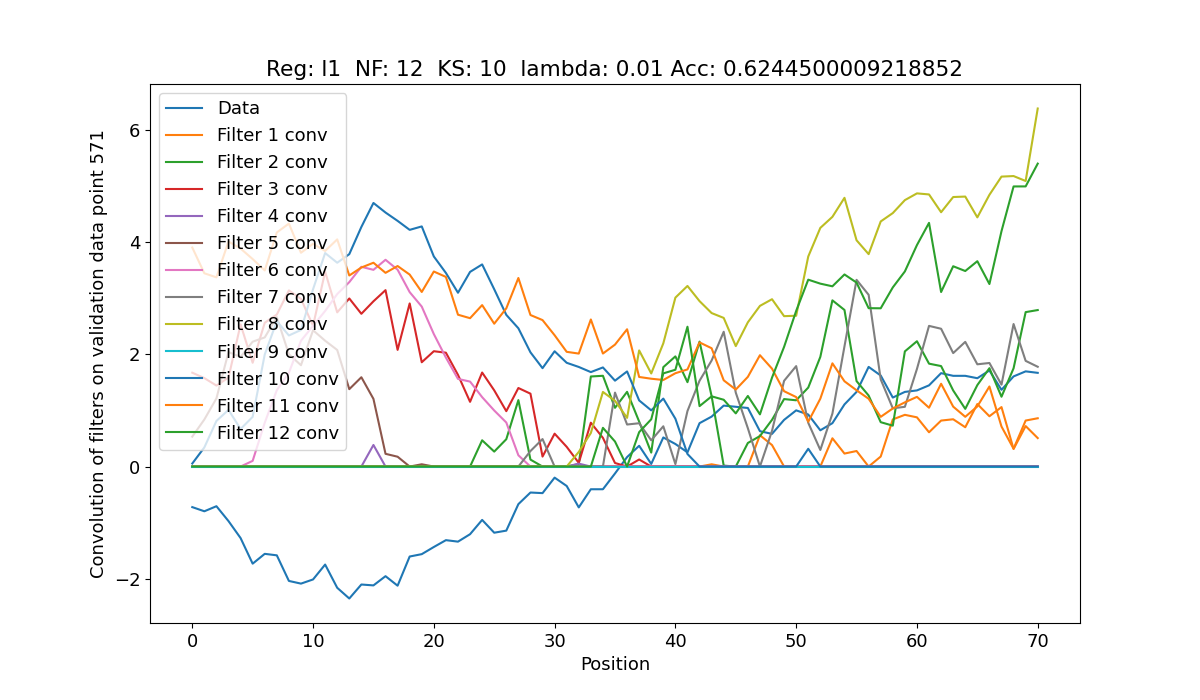 Reg: l1 NF: 12 KS: 10 lambda: 0.01 Acc: 0.6244500009218852
Convolution of filters on validation data point 571
6
4
2
0
−2
Data
Filter 1 conv
Filter 2 conv
Filter 3 conv
Filter 4 conv
Filter 5 conv
Filter 6 conv
Filter 7 conv
Filter 8 conv
Filter 9 conv
Filter 10 conv
Filter 11 conv
Filter 12 conv
0 10 20 30 40 50 60 70
Position